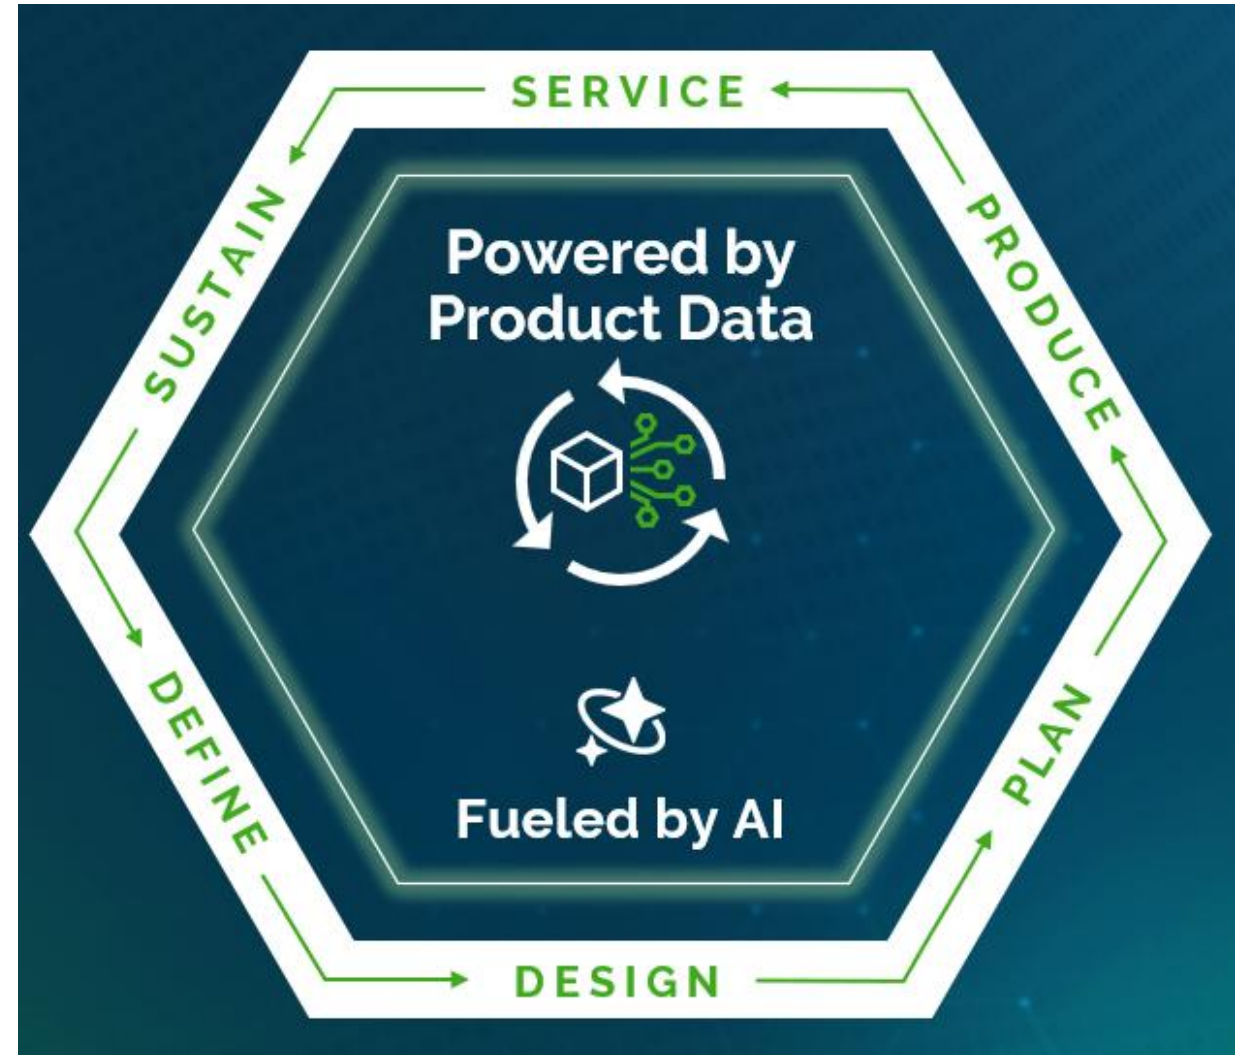 SERVICE
SUSTAIN
PRODUCE
Powered by
Product Data
Fueled by AI
DEFINE
PLAN
DESIGN